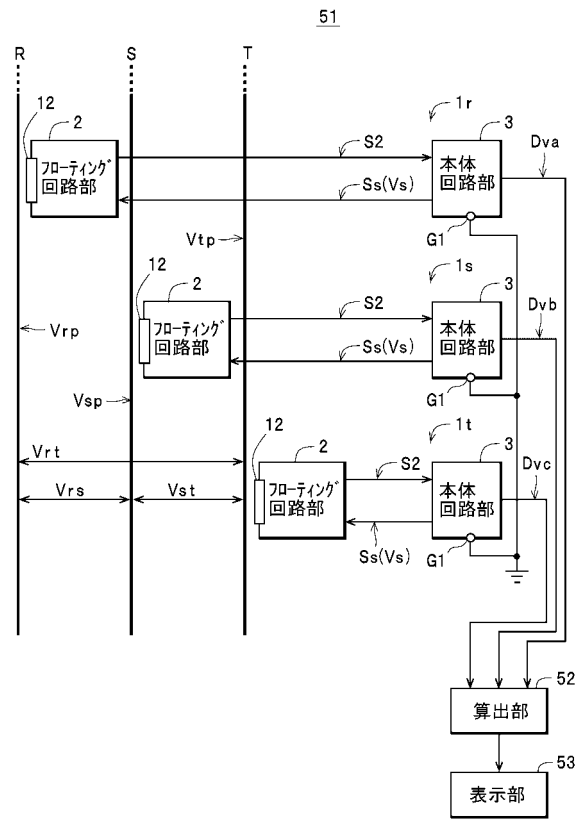 51
R S T
12 2 1r 3 Dva
フローティング
回路部
S2
Ss(Vs)
本体
回路部
Vtp
G1
12 2 1s 3 Dvb
フローティング
回路部
S2
Ss(Vs)
本体
回路部
Vrp
Vsp
G1
12 2 1t 3 Dvc
Vrt
フローティング
回路部
S2
本体
回路部
Vrs Vst
Ss(Vs)
G1
52
算出部
53
表示部